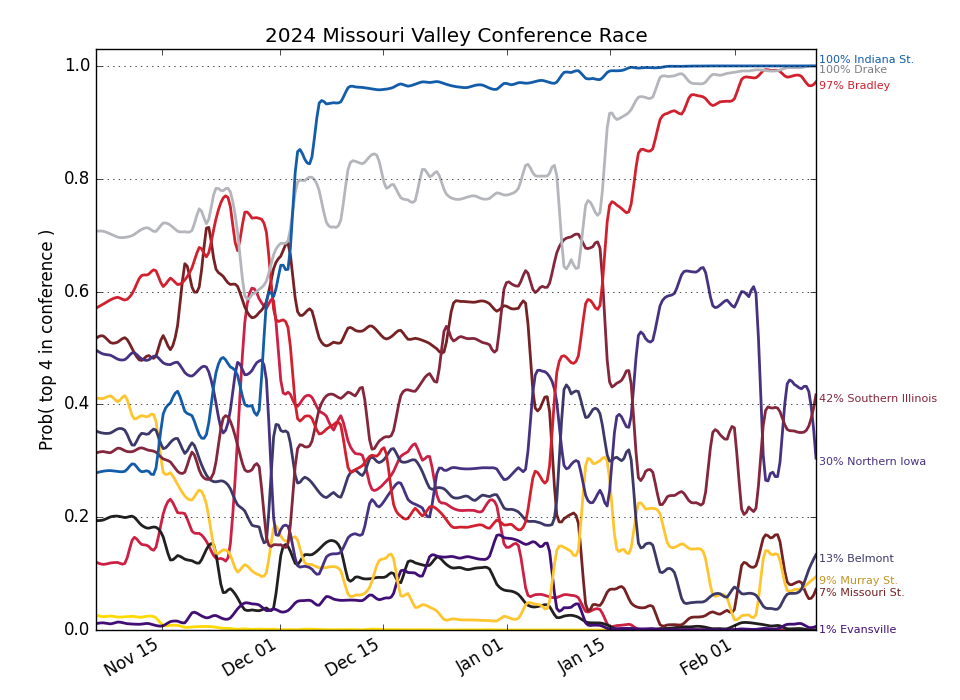 2024 Missouri Valley Conference Race
Prob( top 4 in conference )
1.0
0.8
0.6
0.4
0.2
0.0
Nov 15
Dec 01
Dec 15
Jan 01
Jan 15
Feb 01
100% Indiana St.
100% Drake
97% Bradley
42% Southern Illinois
30% Northern Iowa
13% Belmont
9% Murray St.
7% Missouri St.
1% Evansville